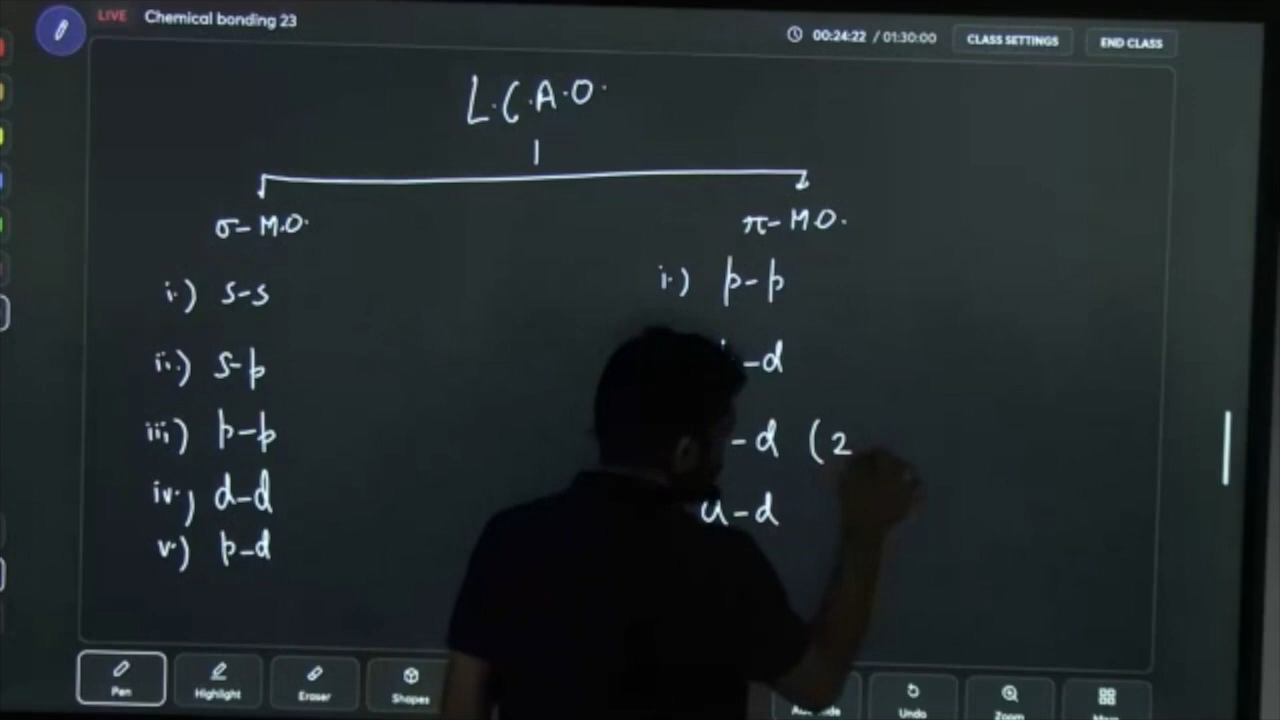 LIVE Chemical bonding 23
00:24:22 / 01:30:00 CLASS SETTINGS END CLASS
L.C.A.O.
σ-M.O. π-M.O.
i.) s-s
i.) p-p
ii.) s-p
-d
iii) p-p
-d (2
iv.) d-d
-d
v.) p-d
Pen Highlight Eraser Shapes Undo Zoom